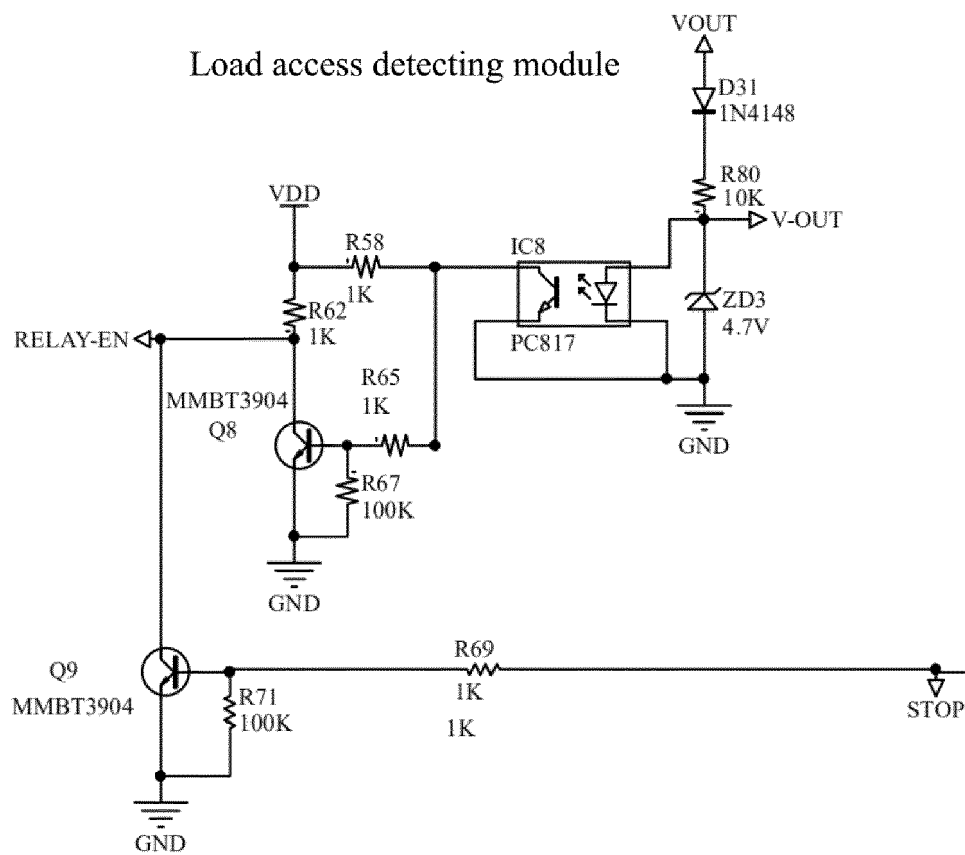 VOUT
Load access detecting module
D31
1N4148
R80
10K
VDD
V-OUT
R58
1K
IC8
R62
1K
ZD3
4.7V
RELAY-EN
PC817
R65
1K
MMBT3904
Q8
GND
R67
100K
GND
R69
1K
1K
Q9
MMBT3904
R71
100K
STOP
GND